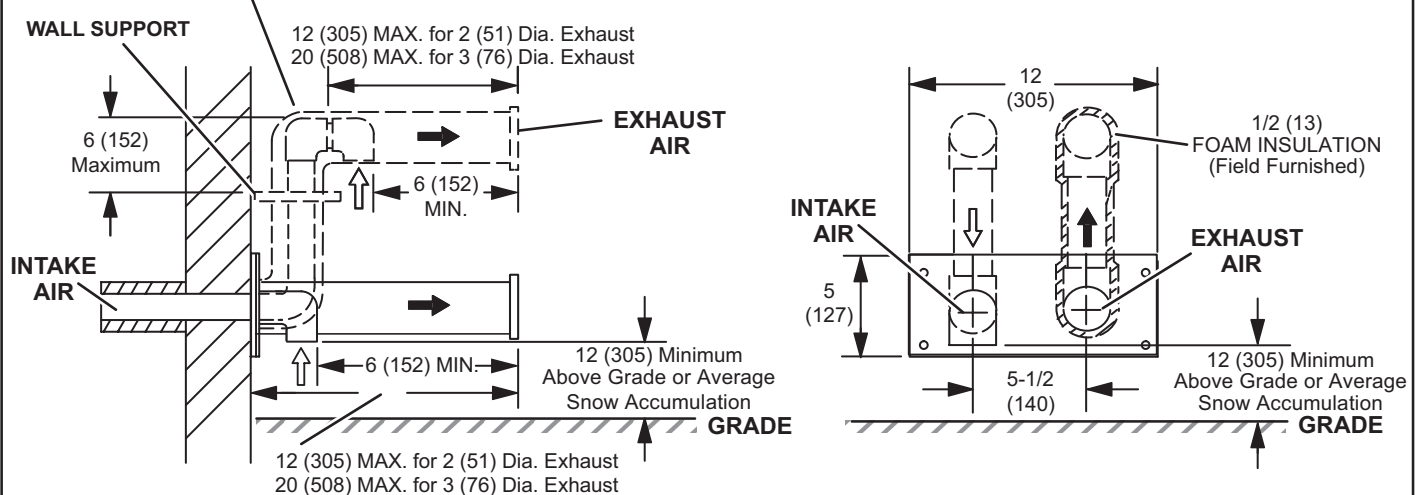 WALL SUPPORT
12 (305) MAX. for 2 (51) Dia. Exhaust
20 (508) MAX. for 3 (76) Dia. Exhaust
6 (152)
Maximum
EXHAUST
AIR
6 (152)
MIN.
INTAKE
AIR
6 (152) MIN.
12 (305) Minimum
Above Grade or Average
Snow Accumulation
GRADE
12 (305) MAX. for 2 (51) Dia. Exhaust
20 (508) MAX. for 3 (76) Dia. Exhaust
12
(305)
1/2 (13)
FOAM INSULATION
(Field Furnished)
INTAKE
AIR
EXHAUST
AIR
5
(127)
5-1/2
(140)
12 (305) Minimum
Above Grade or Average
Snow Accumulation
GRADE